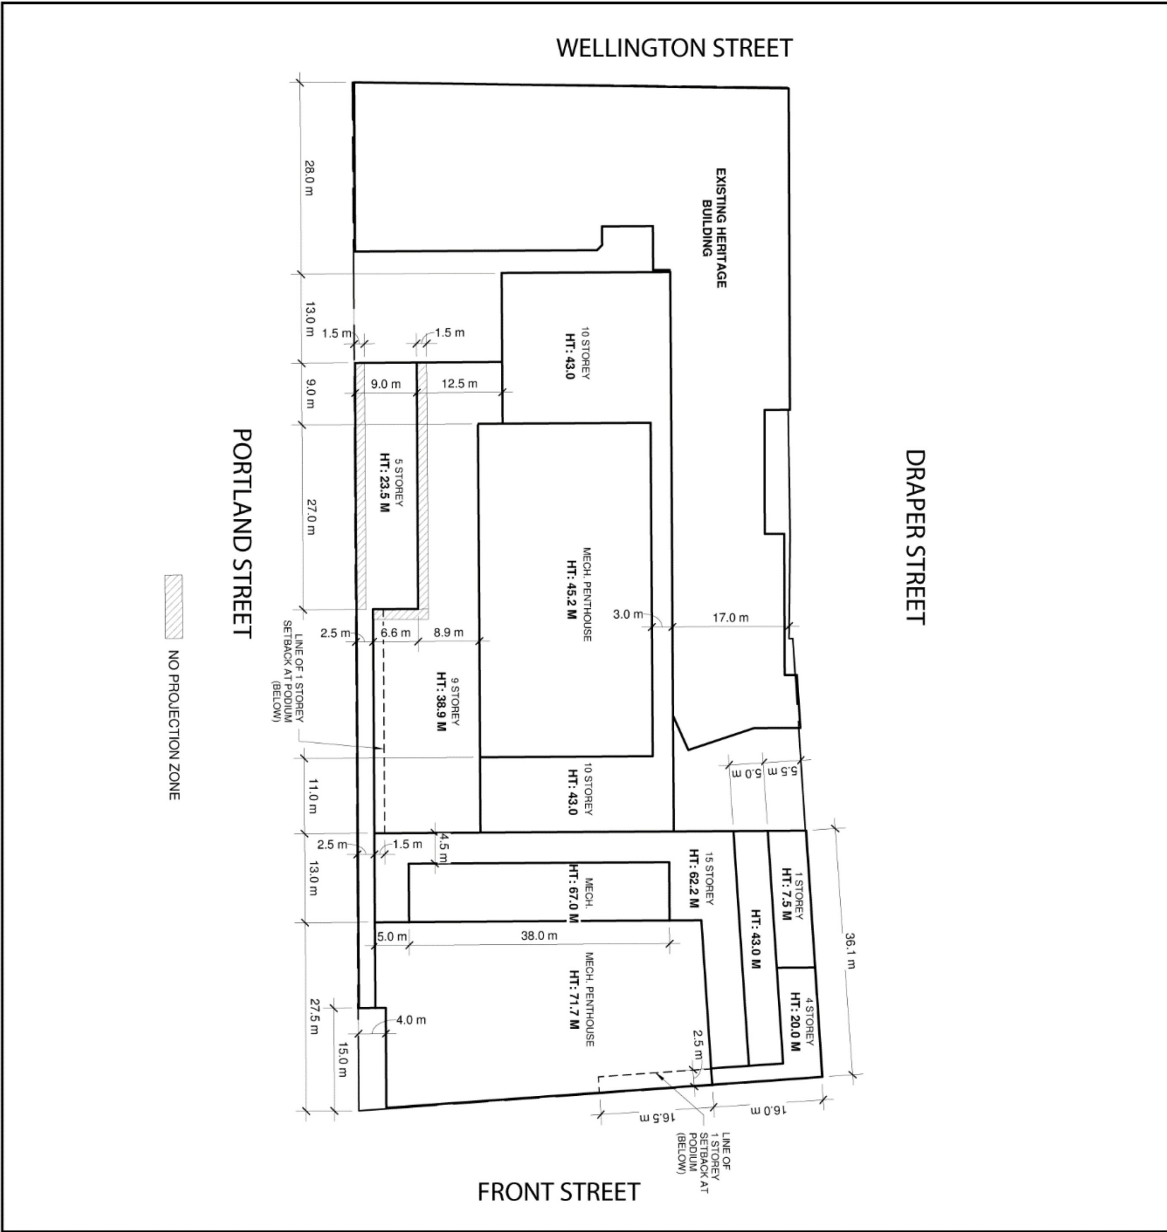 WELLINGTON STREET
28.0 m
EXISTING HERITAGE
BUILDING
13.0 m
1.5 m
1.5 m
10 STOREY
HT: 43.0
9.0 m
9.0 m
12.5 m
PORTLAND STREET
DRAPER STREET
5 STOREY
HT: 23.5 M
27.0 m
MECH. PENTHOUSE
HT: 45.2 M
3.0 m
17.0 m
NO PROJECTION ZONE
LINE OF 1 STOREY
SETBACK AT PODIUM
(BELOW)
2.5 m
6.6 m
8.9 m
9 STOREY
HT: 38.9 M
11.0 m
10 STOREY
HT: 43.0
5.0 m
5.5 m
2.5 m
1.5 m
4.5 m
13.0 m
MECH.
HT: 67.0 M
15 STOREY
HT: 62.2 M
HT: 43.0 M
1 STOREY
HT: 7.5 M
36.1 m
5.0 m
38.0 m
MECH. PENTHOUSE
HT: 71.7 M
4 STOREY
HT: 20.0 M
27.5 m
15.0 m
4.0 m
2.5 m
16.5 m
16.0 m
LINE OF
1 STOREY
SETBACK AT
PODIUM
(BELOW)
FRONT STREET